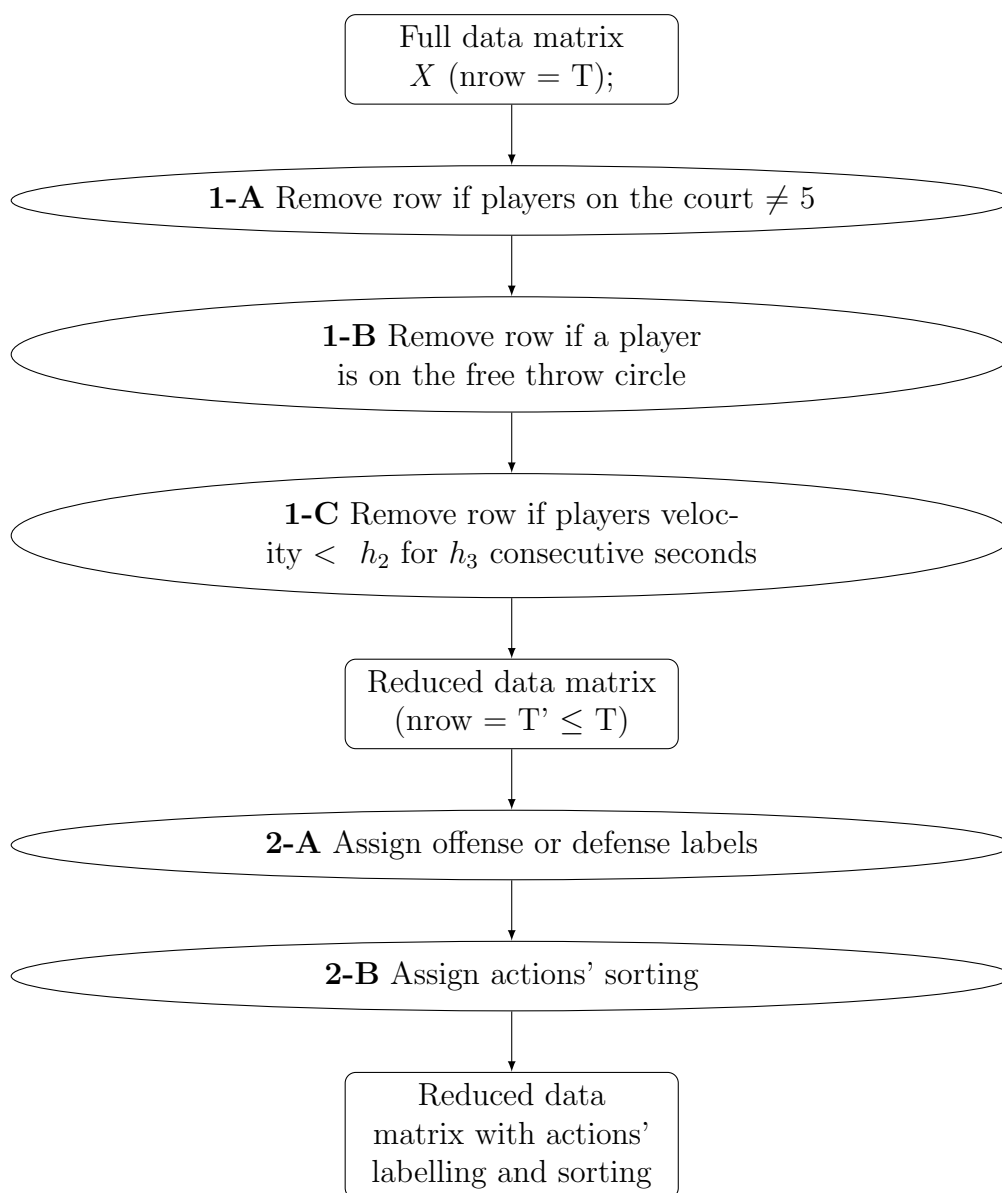 Full data matrix
X (nrow = T);
1-A Remove row if players on the court ≠ 5
1-B Remove row if a player
is on the free throw circle
1-C Remove row if players veloc-
ity < h₂ for h₃ consecutive seconds
Reduced data matrix
(nrow = T' ≤ T)
2-A Assign offense or defense labels
2-B Assign actions' sorting
Reduced data
matrix with actions'
labelling and sorting